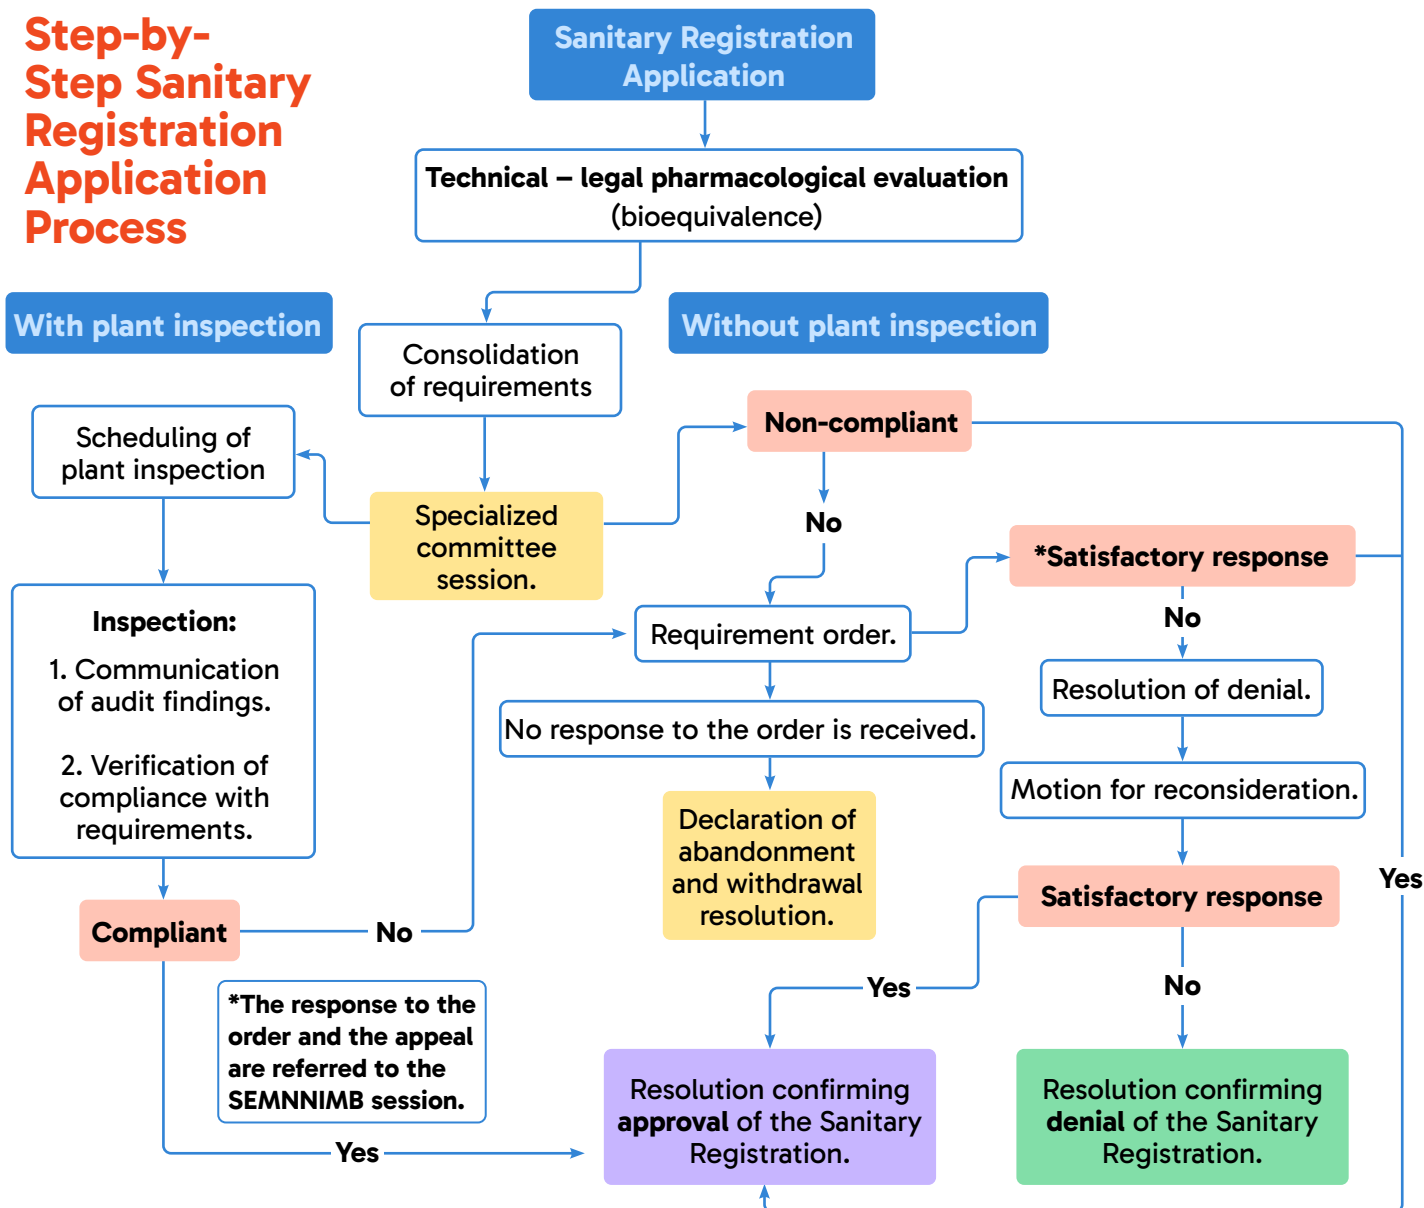 Step-by-
Step Sanitary
Registration
Application
Process
Sanitary Registration
Application
Technical – legal pharmacological evaluation
(bioequivalence)
With plant inspection
Without plant inspection
Consolidation
of requirements
Scheduling of
plant inspection
Specialized
committee
session.
Non-compliant
No
*Satisfactory response
No
Inspection:
1. Communication
of audit findings.
2. Verification of
compliance with
requirements.
Requirement order.
Resolution of denial.
No response to the order is received.
Motion for reconsideration.
Declaration of
abandonment
and withdrawal
resolution.
Yes
Satisfactory response
Compliant
No
Yes
No
*The response to the
order and the appeal
are referred to the
SEMNNIMB session.
Resolution confirming
approval of the Sanitary
Registration.
Resolution confirming
denial of the Sanitary
Registration.
Yes